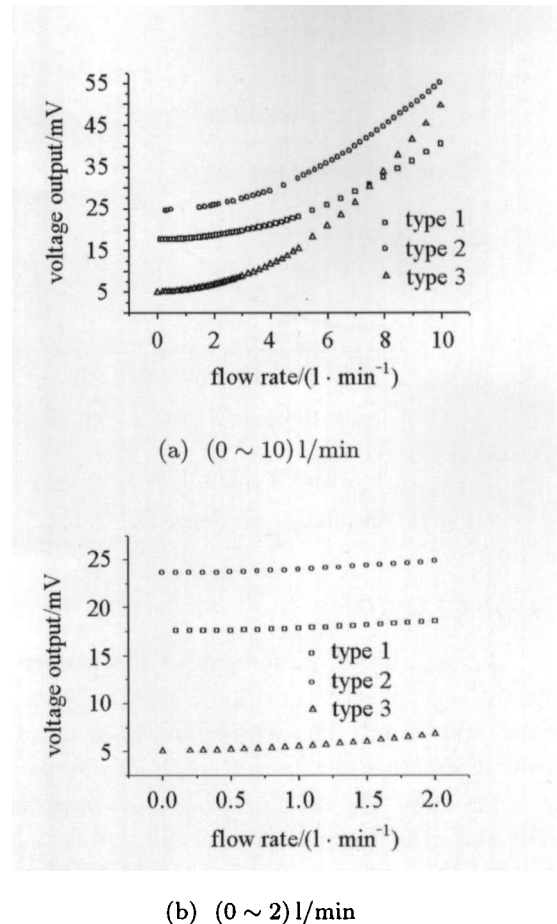 55
45
35
25
15
5
voltage output/mV
type 1
type 2
type 3
0 2 4 6 8 10
flow rate/(l · min⁻¹)
(a) (0 ∼ 10) l/min
25
20
15
10
5
voltage output/mV
type 1
type 2
type 3
0.0 0.5 1.0 1.5 2.0
flow rate/(l · min⁻¹)
(b) (0 ∼ 2) l/min